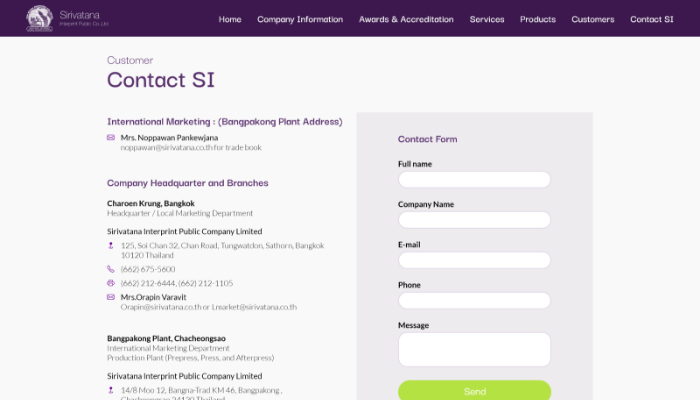 Sirivatana
Interprint Public Co.,Ltd
Home Company Information Awards & Accreditation Services Products Customers Contact SI
Customer
Contact SI
International Marketing : (Bangpakong Plant Address)
Mrs. Noppawan Pankewjana
noppawan@sirivatana.co.th for trade book
Company Headquarter and Branches
Charoen Krung, Bangkok
Headquarter / Local Marketing Department
Sirivatana Interprint Public Company Limited
125, Soi Chan 32, Chan Road, Tungwatdon, Sathorn, Bangkok
10120 Thailand
(662) 675-5600
(662) 212-6444, (662) 212-1105
Mrs.Orapin Varavit
Orapin@sirivatana.co.th or Lmarket@sirivatana.co.th
Bangpakong Plant, Chacheongsao
International Marketing Department
Production Plant (Prepress, Press, and Afterpress)
Sirivatana Interprint Public Company Limited
14/8 Moo 12, Bangna-Trad KM 46, Bangpakong ,
Chacheongsao 24130 Thailand
Contact Form
Full name
Company Name
E-mail
Phone
Message
Send